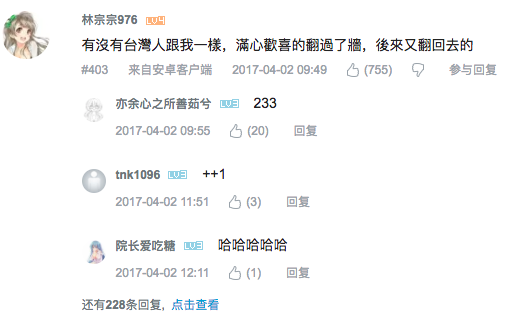 林宗宗976 LV4
有沒有台灣人跟我一樣，滿心歡喜的翻過了牆，後來又翻回去的
#403 来自安卓客户端 2017-04-02 09:49 (755) 参与回复
亦余心之所善茹兮 LV3 233
2017-04-02 09:55 (20) 回复
tnk1096 LV3 ++1
2017-04-02 11:51 (3) 回复
院长爱吃糖 LV3 哈哈哈哈哈
2017-04-02 12:11 (1) 回复
还有228条回复, 点击查看